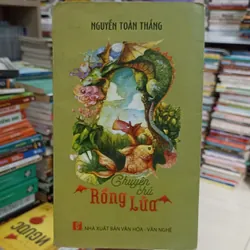 NGUYỄN TOÀN THẮNG
Chuyện chú
Rồng Lửa
NHÀ XUẤT BẢN VĂN HÓA - VĂN NGHỆ